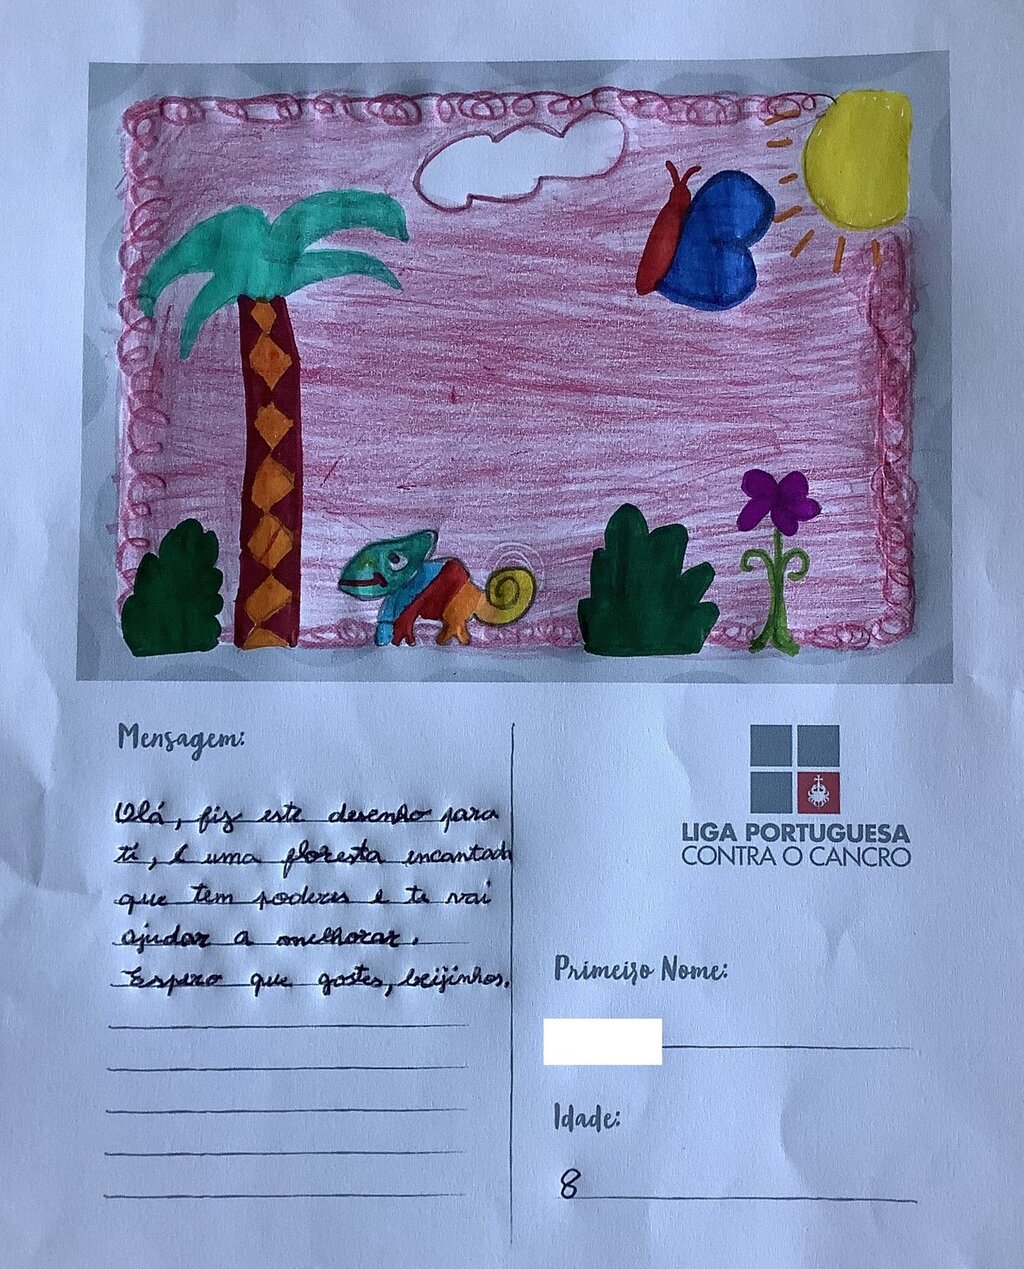 Mensagem:
Olá, fiz este desenho para
ti, é uma floresta encantada
que tem poderes e te vai
ajudar a melhorar.
Espero que gostes, beijinhos.
LIGA PORTUGUESA
CONTRA O CANCRO
Primeiro Nome:
Idade:
8